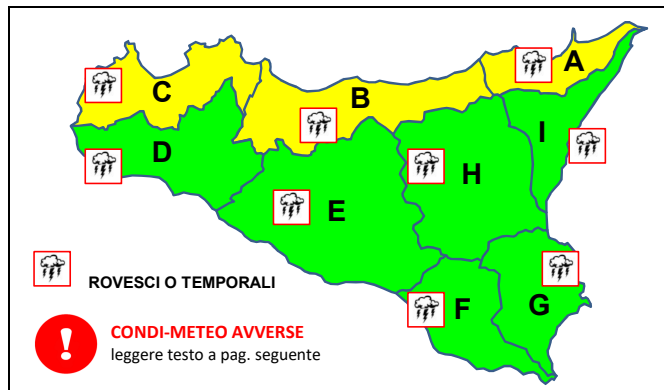 A
B
C
I
D
H
E
F
G
ROVESCI O TEMPORALI
!
CONDI-METEO AVVERSE
leggere testo a pag. seguente